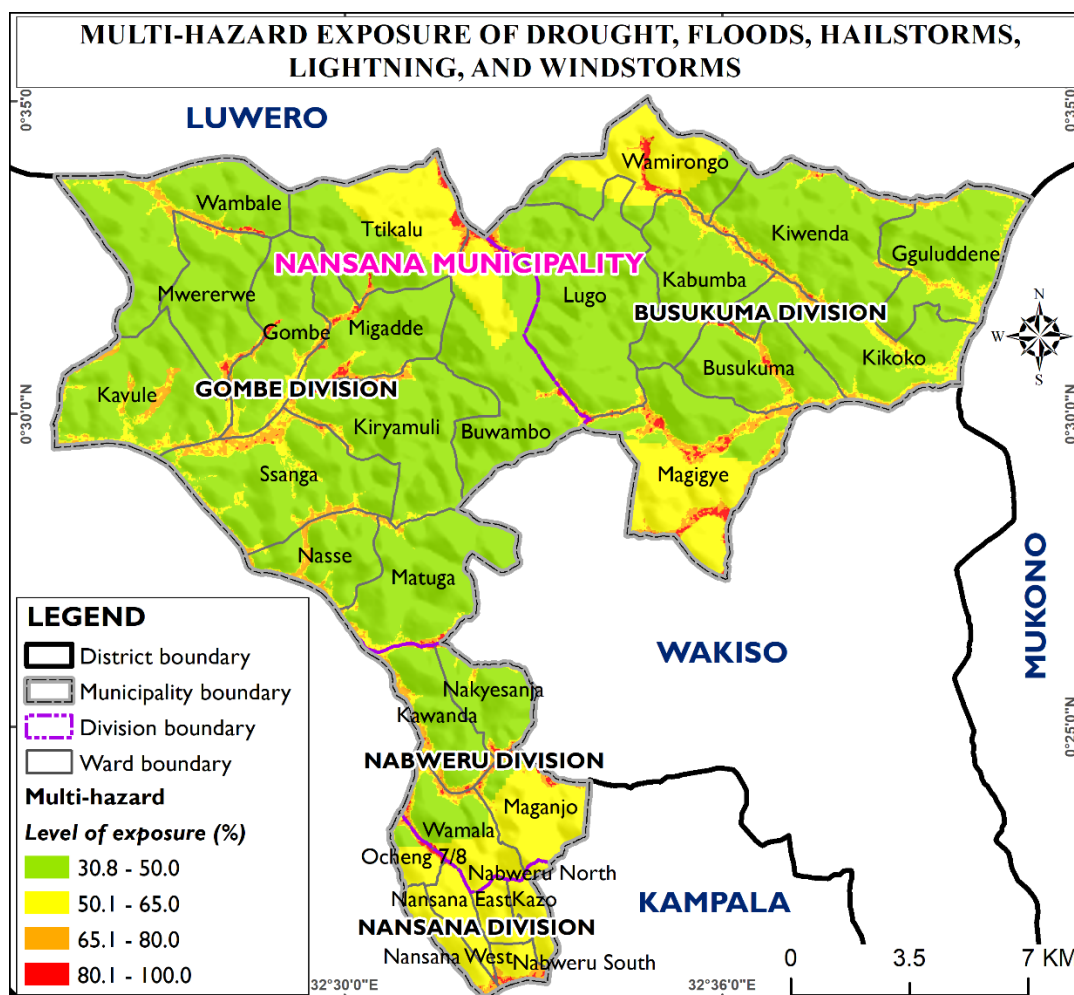 MULTI-HAZARD EXPOSURE OF DROUGHT, FLOODS, HAILSTORMS,
LIGHTNING, AND WINDSTORMS
0°35'0"
0°35'0
LUWERO
Wamirongo
Wambale
Ttikalu
Kiwenda
Gguluddene
NANSANA MUNICIPALITY
Mwererwe
Lugo
Kabumba
BUSUKUMA DIVISION
N
W
E
S
Gombe
Migadde
Busukuma
Kikoko
Kavule
GOMBE DIVISION
0°30'0"N
0°30'0"N
Kiryamuli
Buwambo
Ssanga
Magigye
Nasse
Matuga
MUKONO
WAKISO
Nakyesanja
Kawanda
0°25'0"N
NABWERU DIVISION
Maganjo
Wamala
Ocheng 7/8
Nabweru North
Nansana East
Kazo
KAMPALA
NANSANA DIVISION
Nansana West
Nabweru South
LEGEND
District boundary
Municipality boundary
Division boundary
Ward boundary
Multi-hazard
Level of exposure (%)
30.8 - 50.0
50.1 - 65.0
65.1 - 80.0
80.1 - 100.0
0 3.5 7 KM
32°30'0"E
32°36'0"E